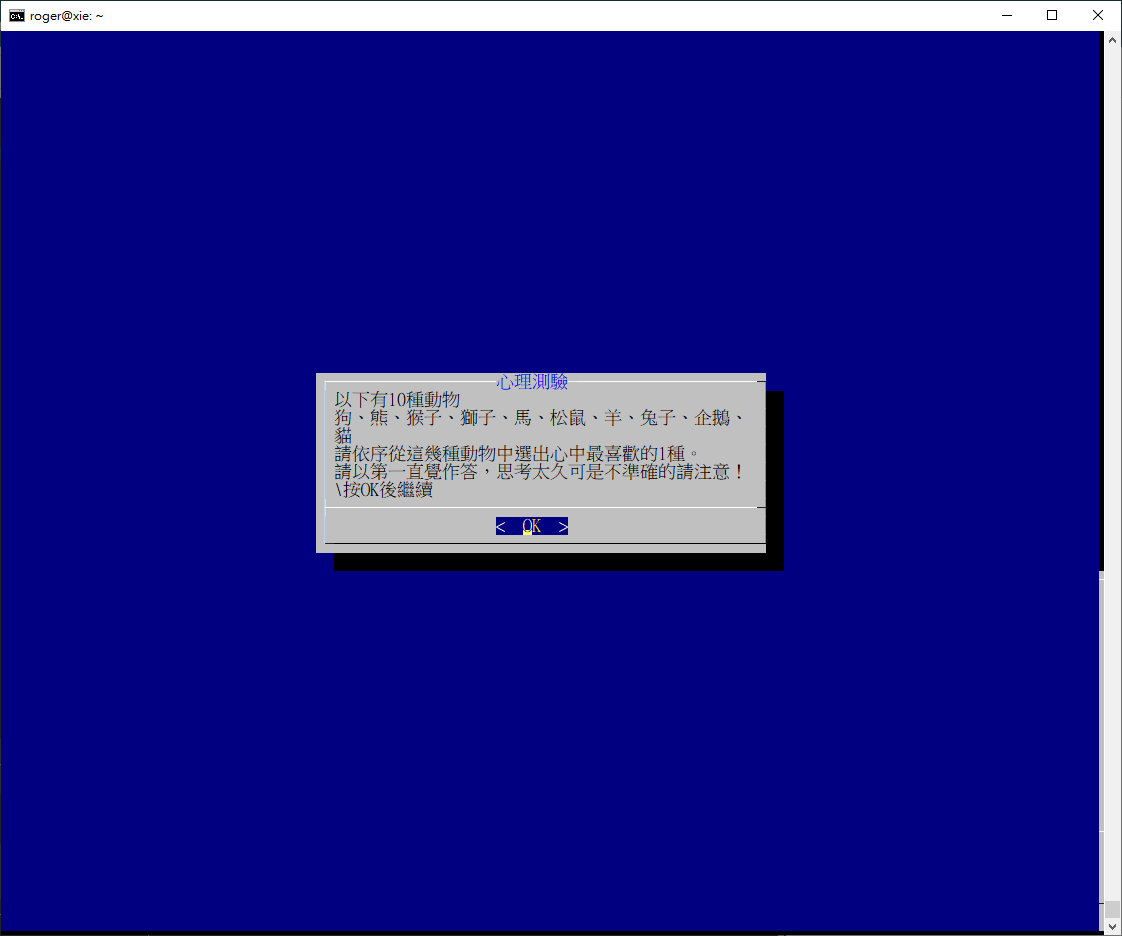 roger@xie: ~
心理測驗
以下有10種動物
狗、熊、猴子、獅子、馬、松鼠、羊、兔子、企鵝、
貓
請依序從這幾種動物中選出心中最喜歡的1種。
請以第一直覺作答，思考太久可是不準確的請注意！
\按OK後繼續
<  OK  >